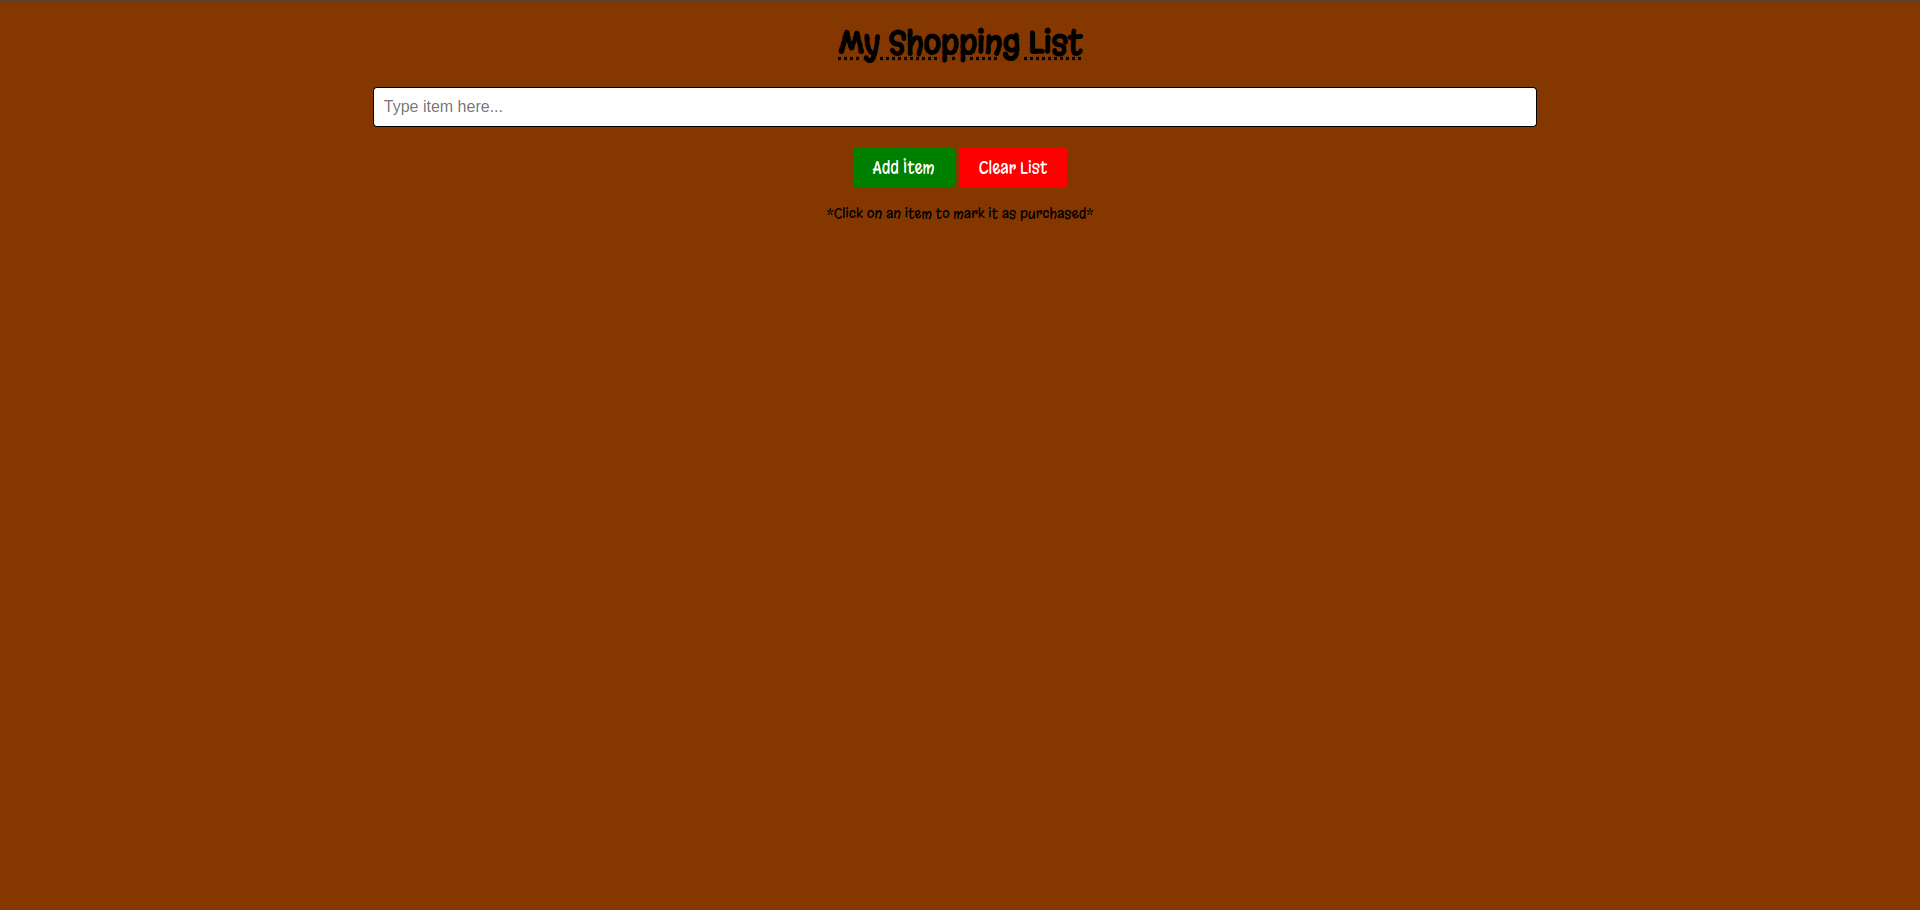 My Shopping List
Type item here...
Add item
Clear List
*Click on an item to mark it as purchased*